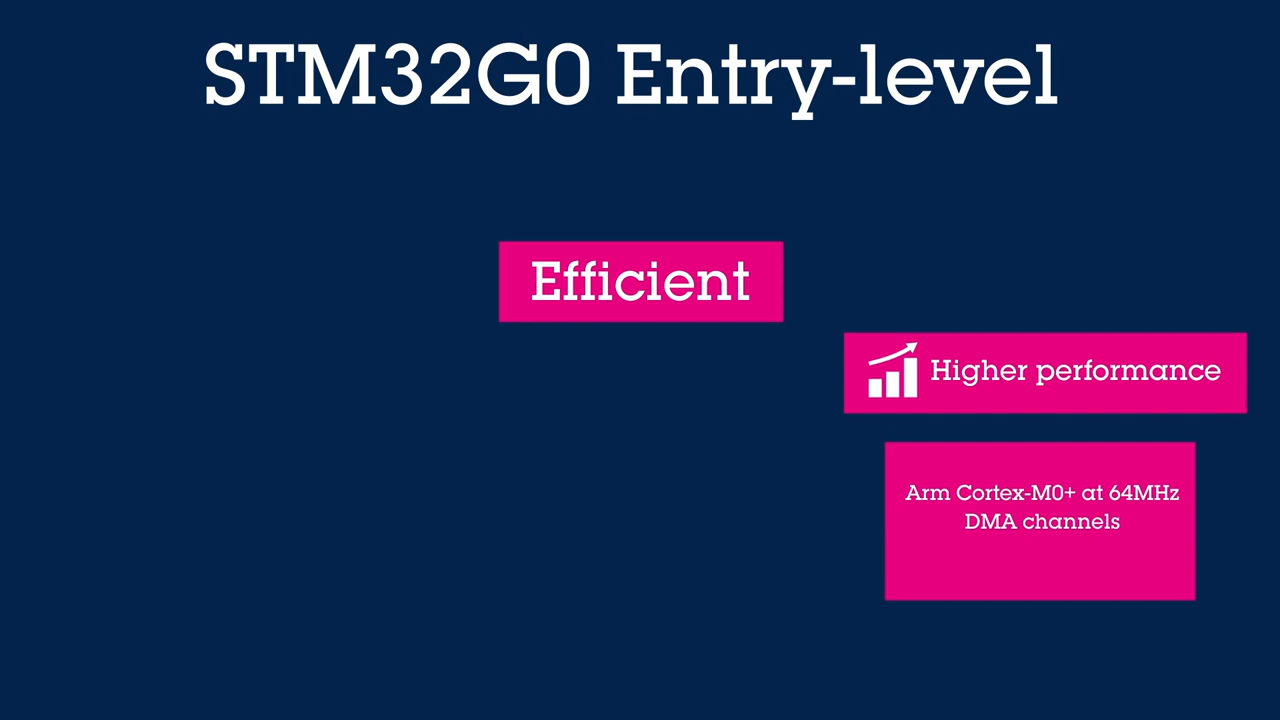 STM32G0 Entry-level
Efficient
Higher performance
Arm Cortex-M0+ at 64MHz
DMA channels